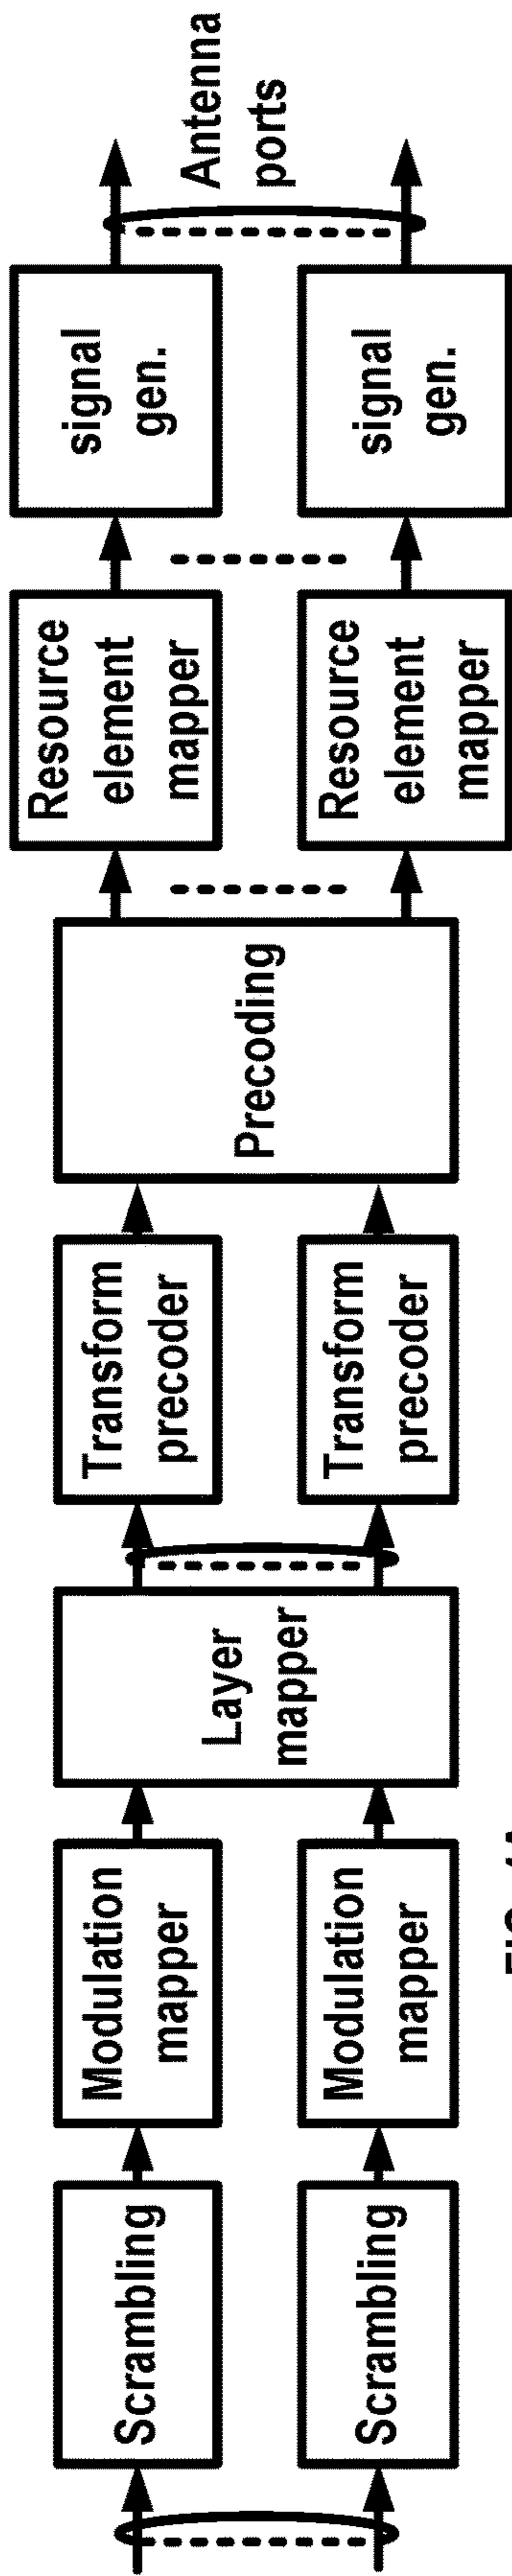 Scrambling
Modulation
mapper
Layer
mapper
Transform
precoder
Precoding
Resource
element
mapper
signal
gen.
Antenna
ports
Scrambling
Modulation
mapper
Transform
precoder
Resource
element
mapper
signal
gen.